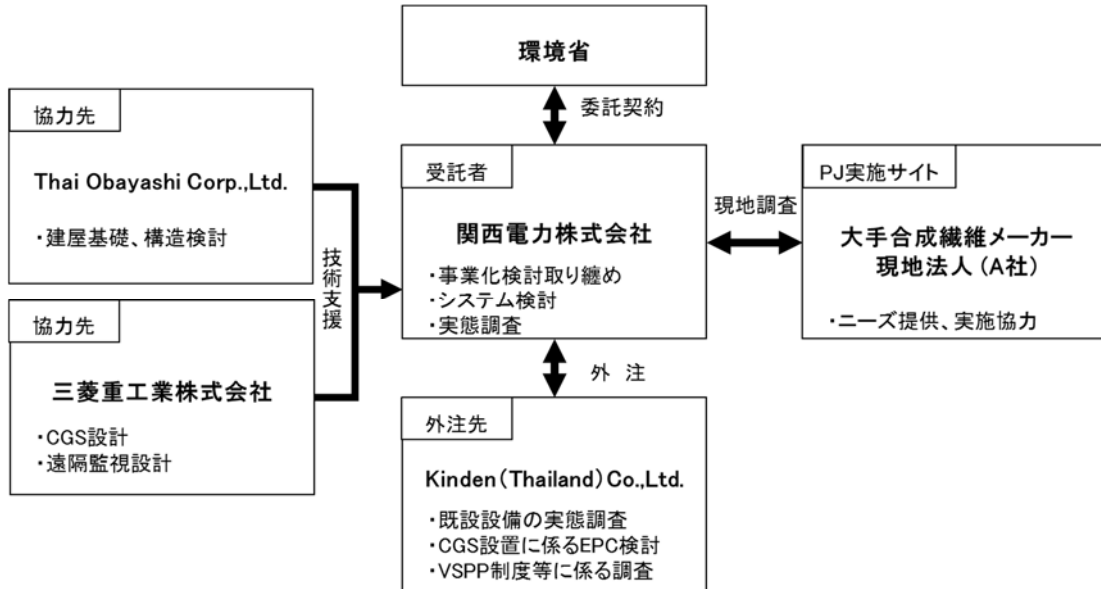 環境省
委託契約
協力先
Thai Obayashi Corp.,Ltd.
・建屋基礎、構造検討
協力先
三菱重工業株式会社
・CGS設計
・遠隔監視設計
技術支援
受託者
関西電力株式会社
・事業化検討取り纏め
・システム検討
・実態調査
現地調査
PJ実施サイト
大手合成繊維メーカー
現地法人(A社)
・ニーズ提供、実施協力
外 注
外注先
Kinden(Thailand)Co.,Ltd.
・既設設備の実態調査
・CGS設置に係るEPC検討
・VSPP制度等に係る調査